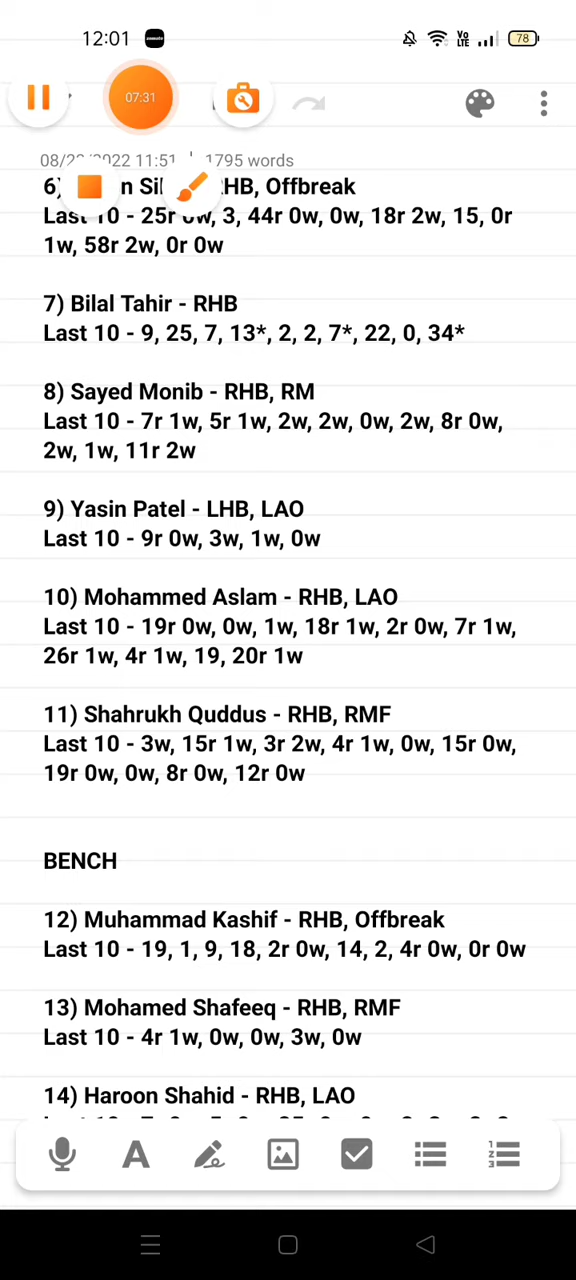 12:01
Vo LTE
78
07:31
11:51 | 1795 words
6) HB, Offbreak
Last 10 - 25r 0w, 3, 44r 0w, 0w, 18r 2w, 15, 0r
1w, 58r 2w, 0r 0w
7) Bilal Tahir - RHB
Last 10 - 9, 25, 7, 13*, 2, 2, 7*, 22, 0, 34*
8) Sayed Monib - RHB, RM
Last 10 - 7r 1w, 5r 1w, 2w, 2w, 0w, 2w, 8r 0w,
2w, 1w, 11r 2w
9) Yasin Patel - LHB, LAO
Last 10 - 9r 0w, 3w, 1w, 0w
10) Mohammed Aslam - RHB, LAO
Last 10 - 19r 0w, 0w, 1w, 18r 1w, 2r 0w, 7r 1w,
26r 1w, 4r 1w, 19, 20r 1w
11) Shahrukh Quddus - RHB, RMF
Last 10 - 3w, 15r 1w, 3r 2w, 4r 1w, 0w, 15r 0w,
19r 0w, 0w, 8r 0w, 12r 0w
BENCH
12) Muhammad Kashif - RHB, Offbreak
Last 10 - 19, 1, 9, 18, 2r 0w, 14, 2, 4r 0w, 0r 0w
13) Mohamed Shafeeq - RHB, RMF
Last 10 - 4r 1w, 0w, 0w, 3w, 0w
14) Haroon Shahid - RHB, LAO